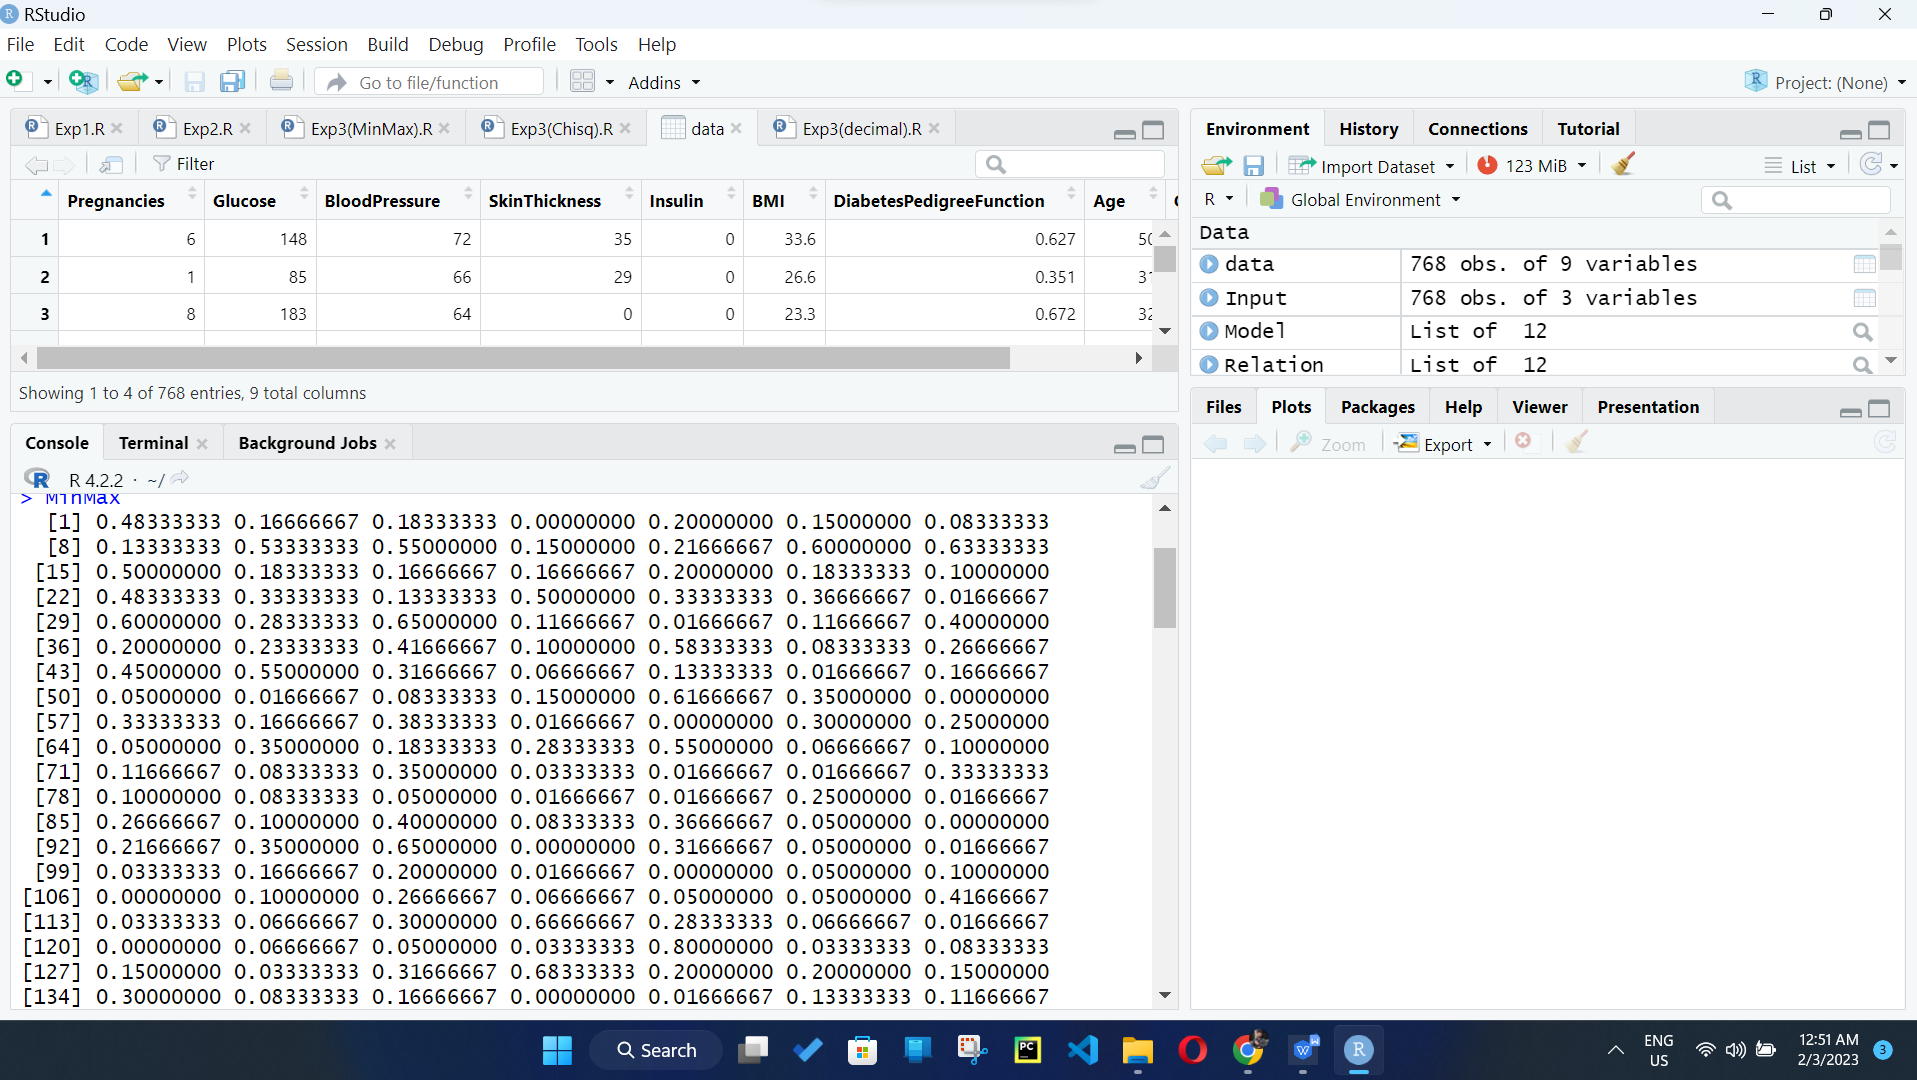 RStudio
File Edit Code View Plots Session Build Debug Profile Tools Help
Go to file/function Addins Project: (None)
Exp1.R Exp2.R Exp3(MinMax).R Exp3(Chisq).R data Exp3(decimal).R
Filter
Pregnancies Glucose BloodPressure SkinThickness Insulin BMI DiabetesPedigreeFunction Age
1 6 148 72 35 0 33.6 0.627 50
2 1 85 66 29 0 26.6 0.351 31
3 8 183 64 0 0 23.3 0.672 32
Showing 1 to 4 of 768 entries, 9 total columns
Console Terminal Background Jobs
R 4.2.2 · ~/
> MinMax
[1] 0.48333333 0.16666667 0.18333333 0.00000000 0.20000000 0.15000000 0.08333333
[8] 0.13333333 0.53333333 0.55000000 0.15000000 0.21666667 0.60000000 0.63333333
[15] 0.50000000 0.18333333 0.16666667 0.16666667 0.20000000 0.18333333 0.10000000
[22] 0.48333333 0.33333333 0.13333333 0.50000000 0.33333333 0.36666667 0.01666667
[29] 0.60000000 0.28333333 0.65000000 0.11666667 0.01666667 0.11666667 0.40000000
[36] 0.20000000 0.23333333 0.41666667 0.10000000 0.58333333 0.08333333 0.26666667
[43] 0.45000000 0.55000000 0.31666667 0.06666667 0.13333333 0.01666667 0.16666667
[50] 0.05000000 0.01666667 0.08333333 0.15000000 0.61666667 0.35000000 0.00000000
[57] 0.33333333 0.16666667 0.38333333 0.01666667 0.00000000 0.30000000 0.25000000
[64] 0.05000000 0.35000000 0.18333333 0.28333333 0.55000000 0.06666667 0.10000000
[71] 0.11666667 0.08333333 0.35000000 0.03333333 0.01666667 0.01666667 0.33333333
[78] 0.10000000 0.08333333 0.05000000 0.01666667 0.01666667 0.25000000 0.01666667
[85] 0.26666667 0.10000000 0.40000000 0.08333333 0.36666667 0.05000000 0.00000000
[92] 0.21666667 0.35000000 0.65000000 0.00000000 0.31666667 0.05000000 0.01666667
[99] 0.03333333 0.16666667 0.20000000 0.01666667 0.00000000 0.05000000 0.10000000
[106] 0.00000000 0.10000000 0.26666667 0.06666667 0.05000000 0.05000000 0.41666667
[113] 0.03333333 0.06666667 0.30000000 0.66666667 0.28333333 0.06666667 0.01666667
[120] 0.00000000 0.06666667 0.05000000 0.03333333 0.80000000 0.03333333 0.08333333
[127] 0.15000000 0.03333333 0.31666667 0.68333333 0.20000000 0.20000000 0.15000000
[134] 0.30000000 0.08333333 0.16666667 0.00000000 0.01666667 0.13333333 0.11666667
Environment History Connections Tutorial
Import Dataset 123 MiB List
R Global Environment
Data
data 768 obs. of 9 variables
Input 768 obs. of 3 variables
Model List of 12
Relation List of 12
Files Plots Packages Help Viewer Presentation
Zoom Export
Search
ENG
US
12:51 AM
2/3/2023
3